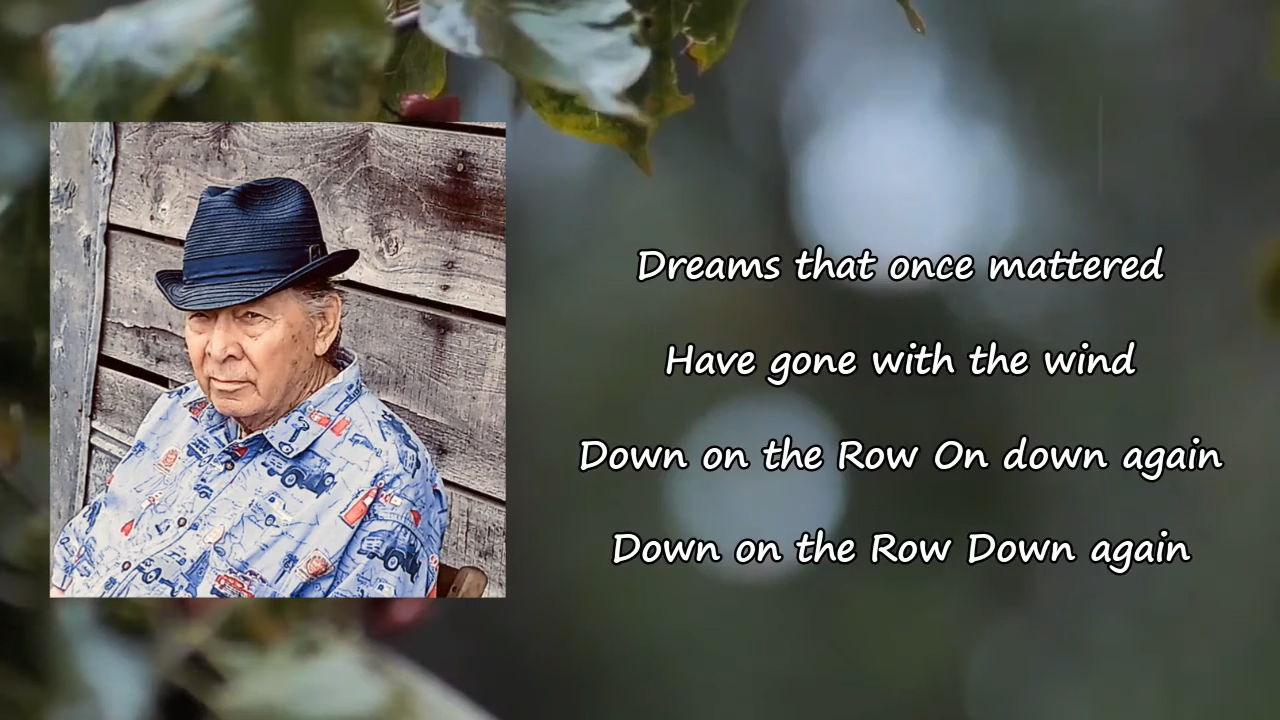 Dreams that once mattered
Have gone with the wind
Down on the Row On down again
Down on the Row Down again